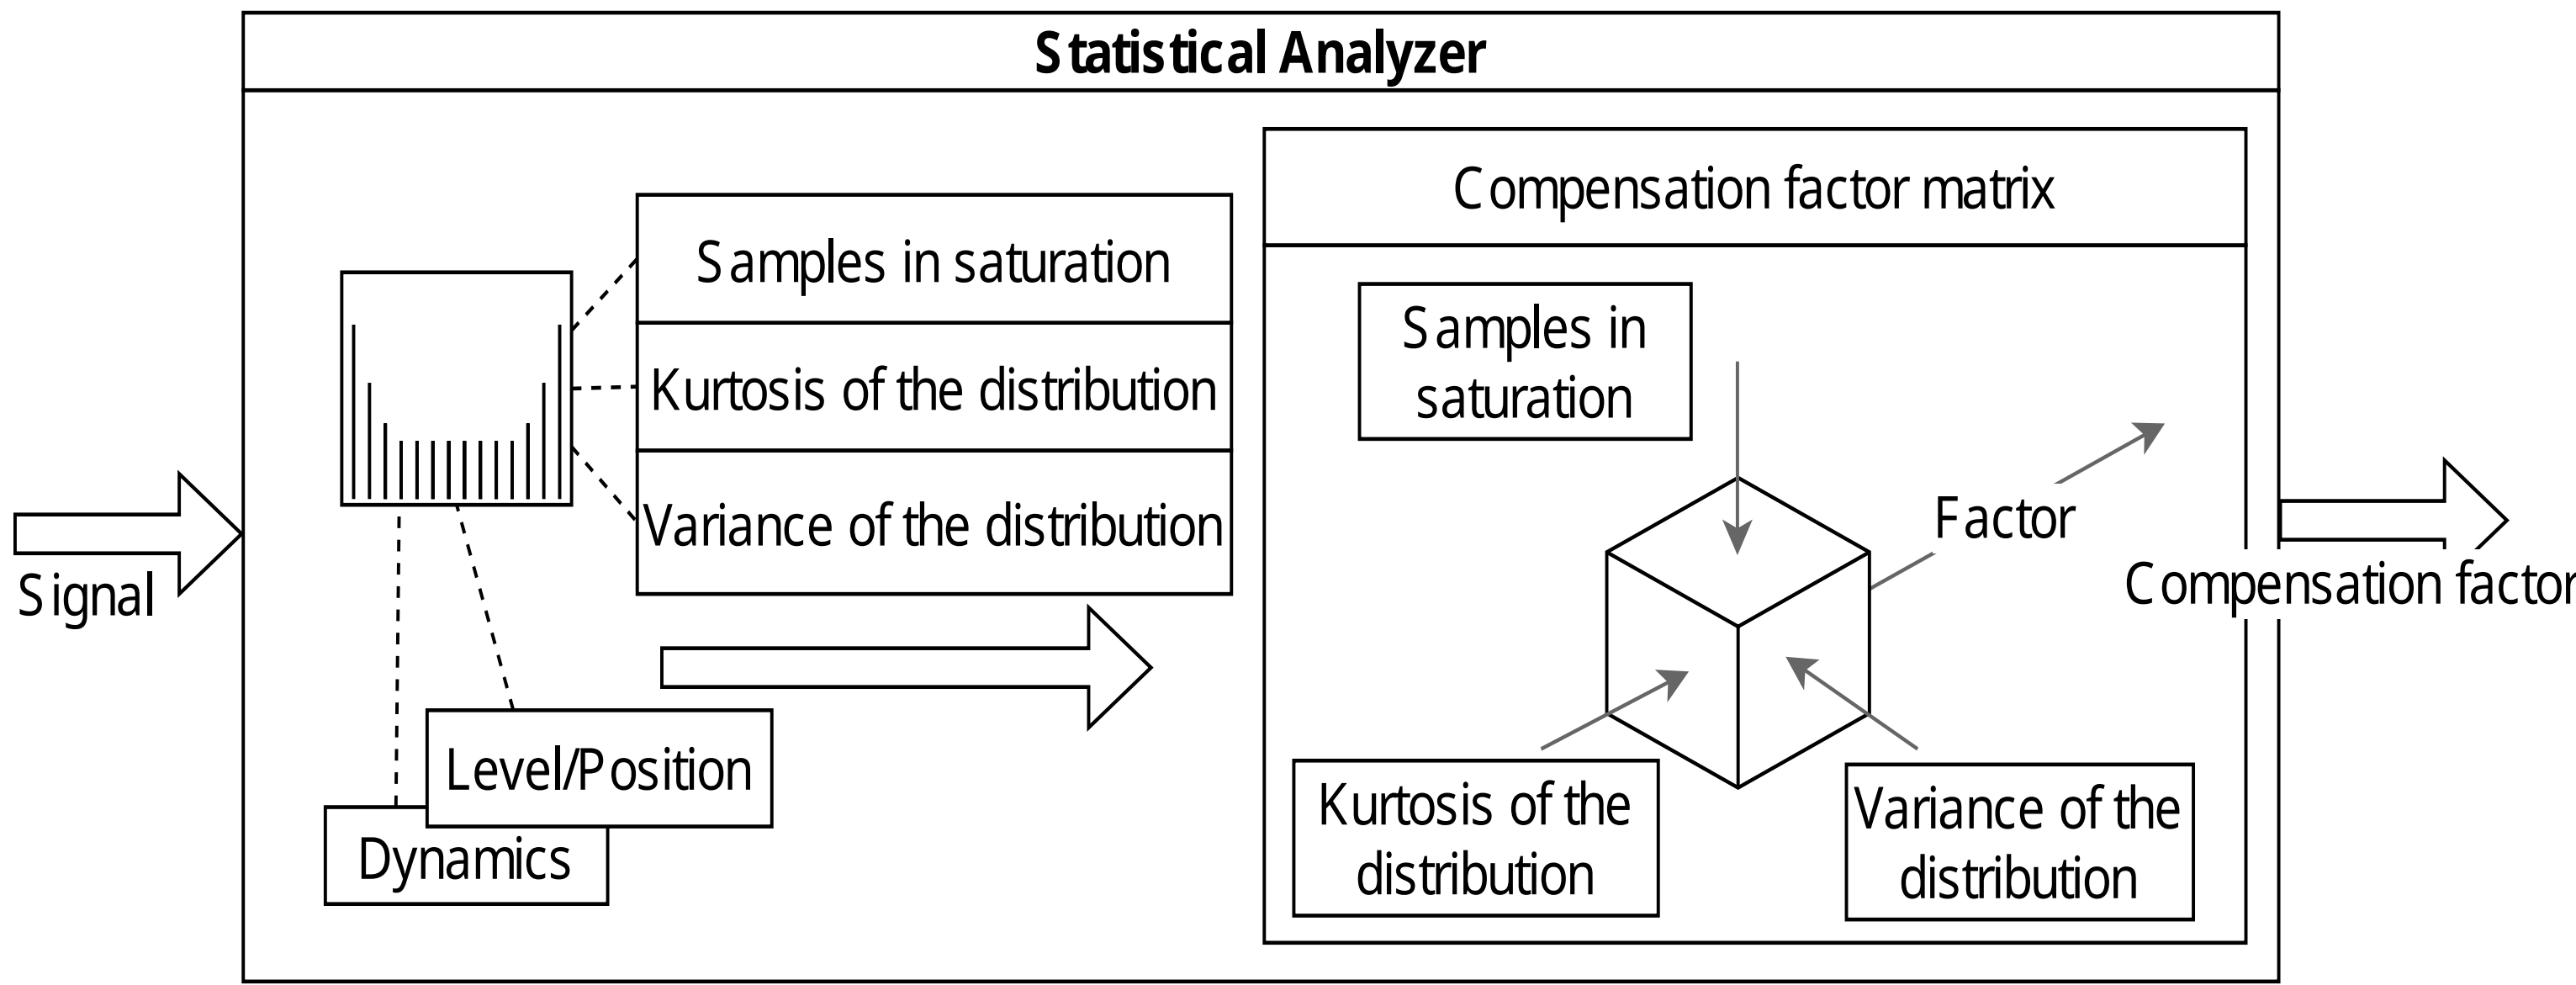 Statistical Analyzer
Signal
Samples in saturation
Kurtosis of the distribution
Variance of the distribution
Level/Position
Dynamics
Compensation factor matrix
Samples in
saturation
Factor
Kurtosis of the
distribution
Variance of the
distribution
Compensation factor